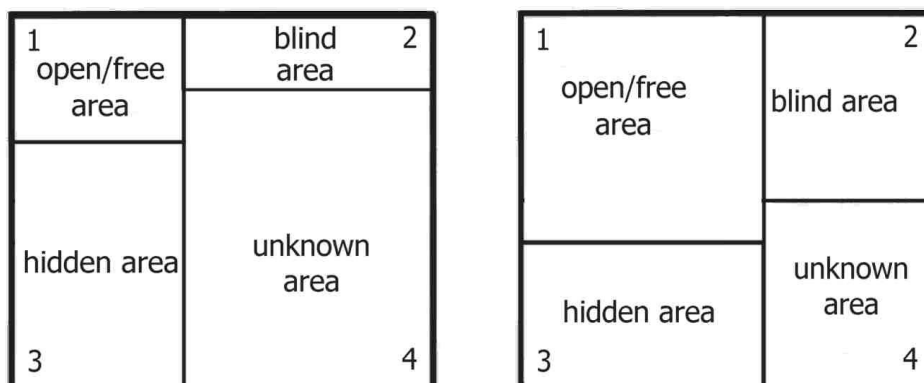 1
open/free
area
blind
area
2
hidden area
3
unknown
area
4
1
open/free
area
2
blind area
hidden area
3
unknown
area
4